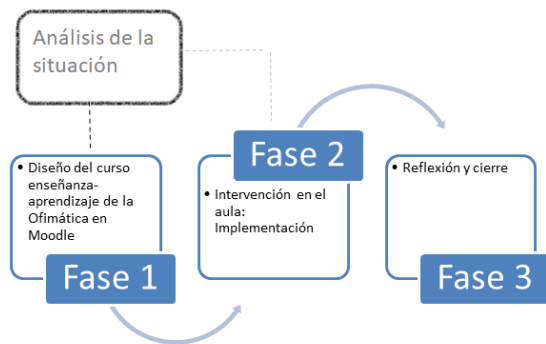 Análisis de la
situación
• Diseño del curso
enseñanza-
aprendizaje de la
Ofimática en
Moodle
Fase 1
Fase 2
• Intervención en el
aula:
Implementación
• Reflexión y cierre
Fase 3